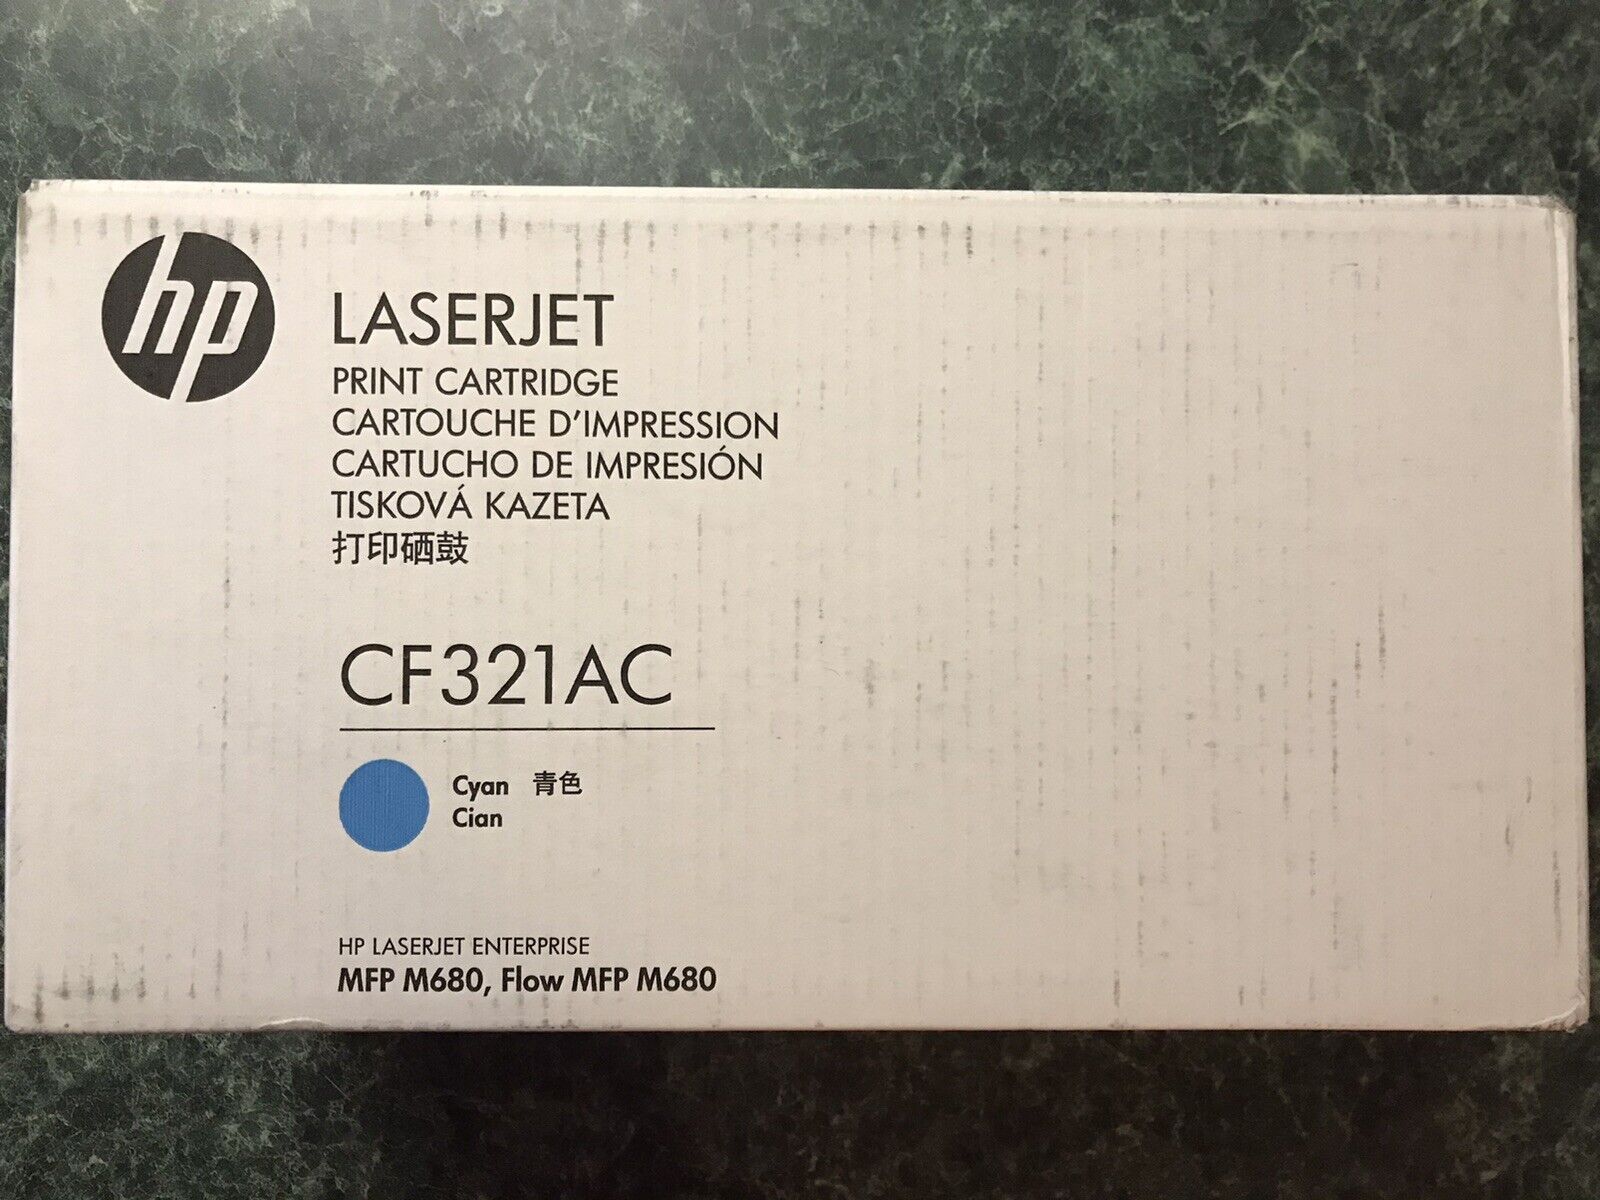 hp
LASERJET
PRINT CARTRIDGE
CARTOUCHE D'IMPRESSION
CARTUCHO DE IMPRESIÓN
TISKOVÁ KAZETA
打印硒鼓
CF321AC
Cyan 青色
Cian
HP LASERJET ENTERPRISE
MFP M680, Flow MFP M680